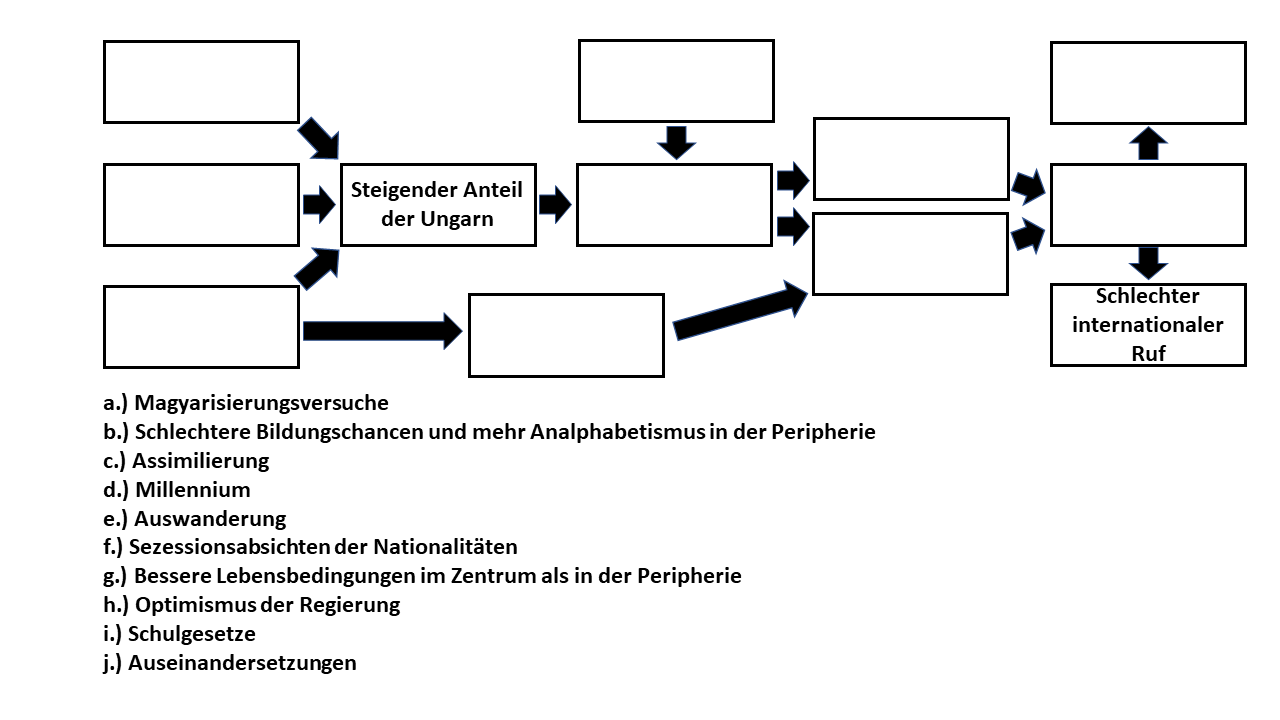 Steigender Anteil
der Ungarn
Schlechter
internationaler
Ruf
a.) Magyarisierungsversuche
b.) Schlechtere Bildungschancen und mehr Analphabetismus in der Peripherie
c.) Assimilierung
d.) Millennium
e.) Auswanderung
f.) Sezessionsabsichten der Nationalitäten
g.) Bessere Lebensbedingungen im Zentrum als in der Peripherie
h.) Optimismus der Regierung
i.) Schulgesetze
j.) Auseinandersetzungen